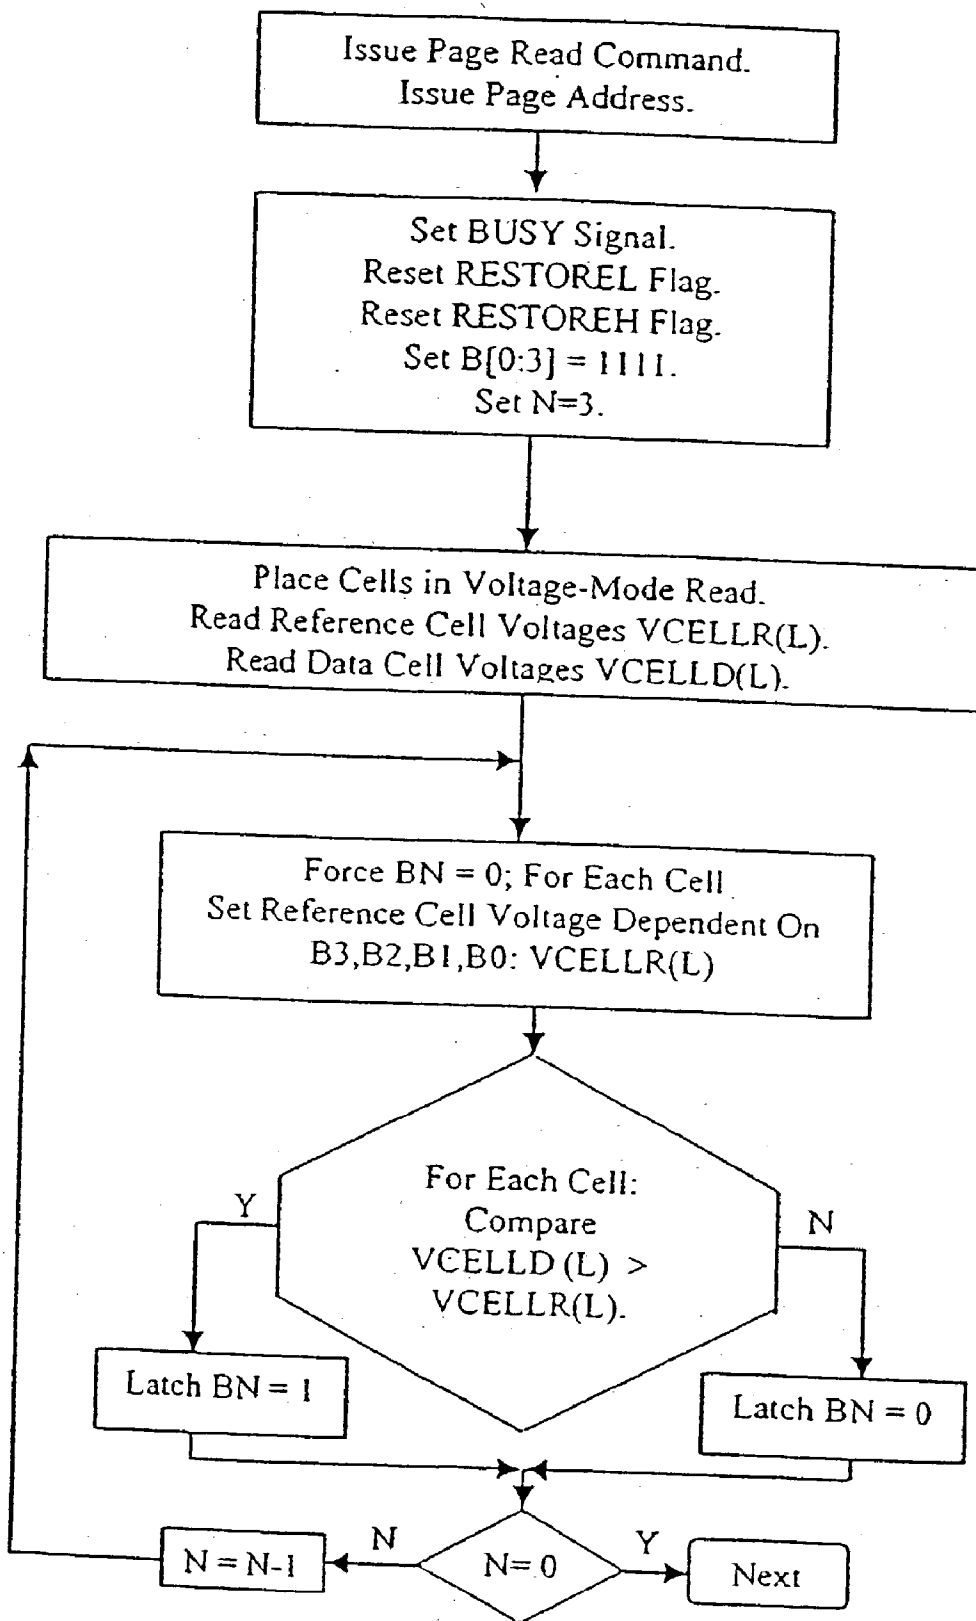 Issue Page Read Command.
Issue Page Address.
Set BUSY Signal.
Reset RESTOREL Flag.
Reset RESTOREH Flag.
Set B[0:3] = 1111.
Set N=3.
Place Cells in Voltage-Mode Read.
Read Reference Cell Voltages VCELLR(L).
Read Data Cell Voltages VCELLD(L).
Force BN = 0; For Each Cell
Set Reference Cell Voltage Dependent On
B3,B2,B1,B0: VCELLR(L)
For Each Cell:
Compare
VCELLD (L) >
VCELLR(L).
Y
N
Latch BN = 1
Latch BN = 0
N = N-1
N
N= 0
Y
Next